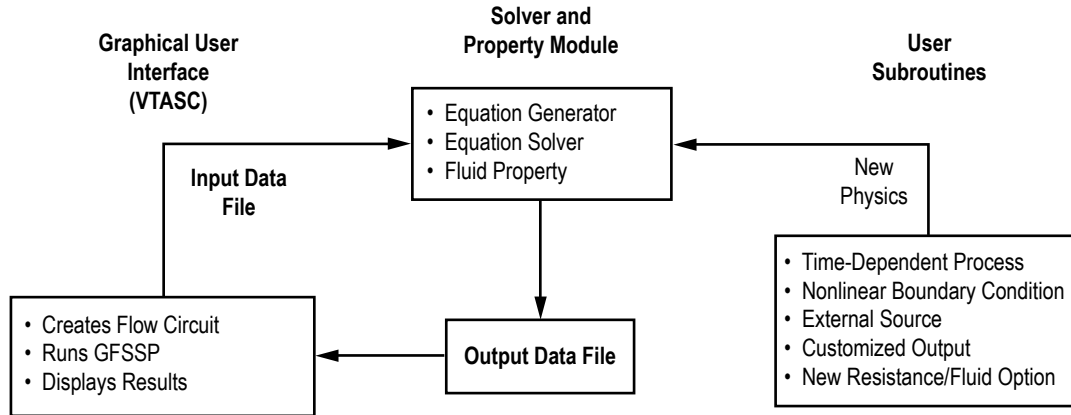 Graphical User
Interface
(VTASC)
Solver and
Property Module
User
Subroutines
• Equation Generator
• Equation Solver
• Fluid Property
Input Data
File
New
Physics
• Creates Flow Circuit
• Runs GFSSP
• Displays Results
Output Data File
• Time-Dependent Process
• Nonlinear Boundary Condition
• External Source
• Customized Output
• New Resistance/Fluid Option